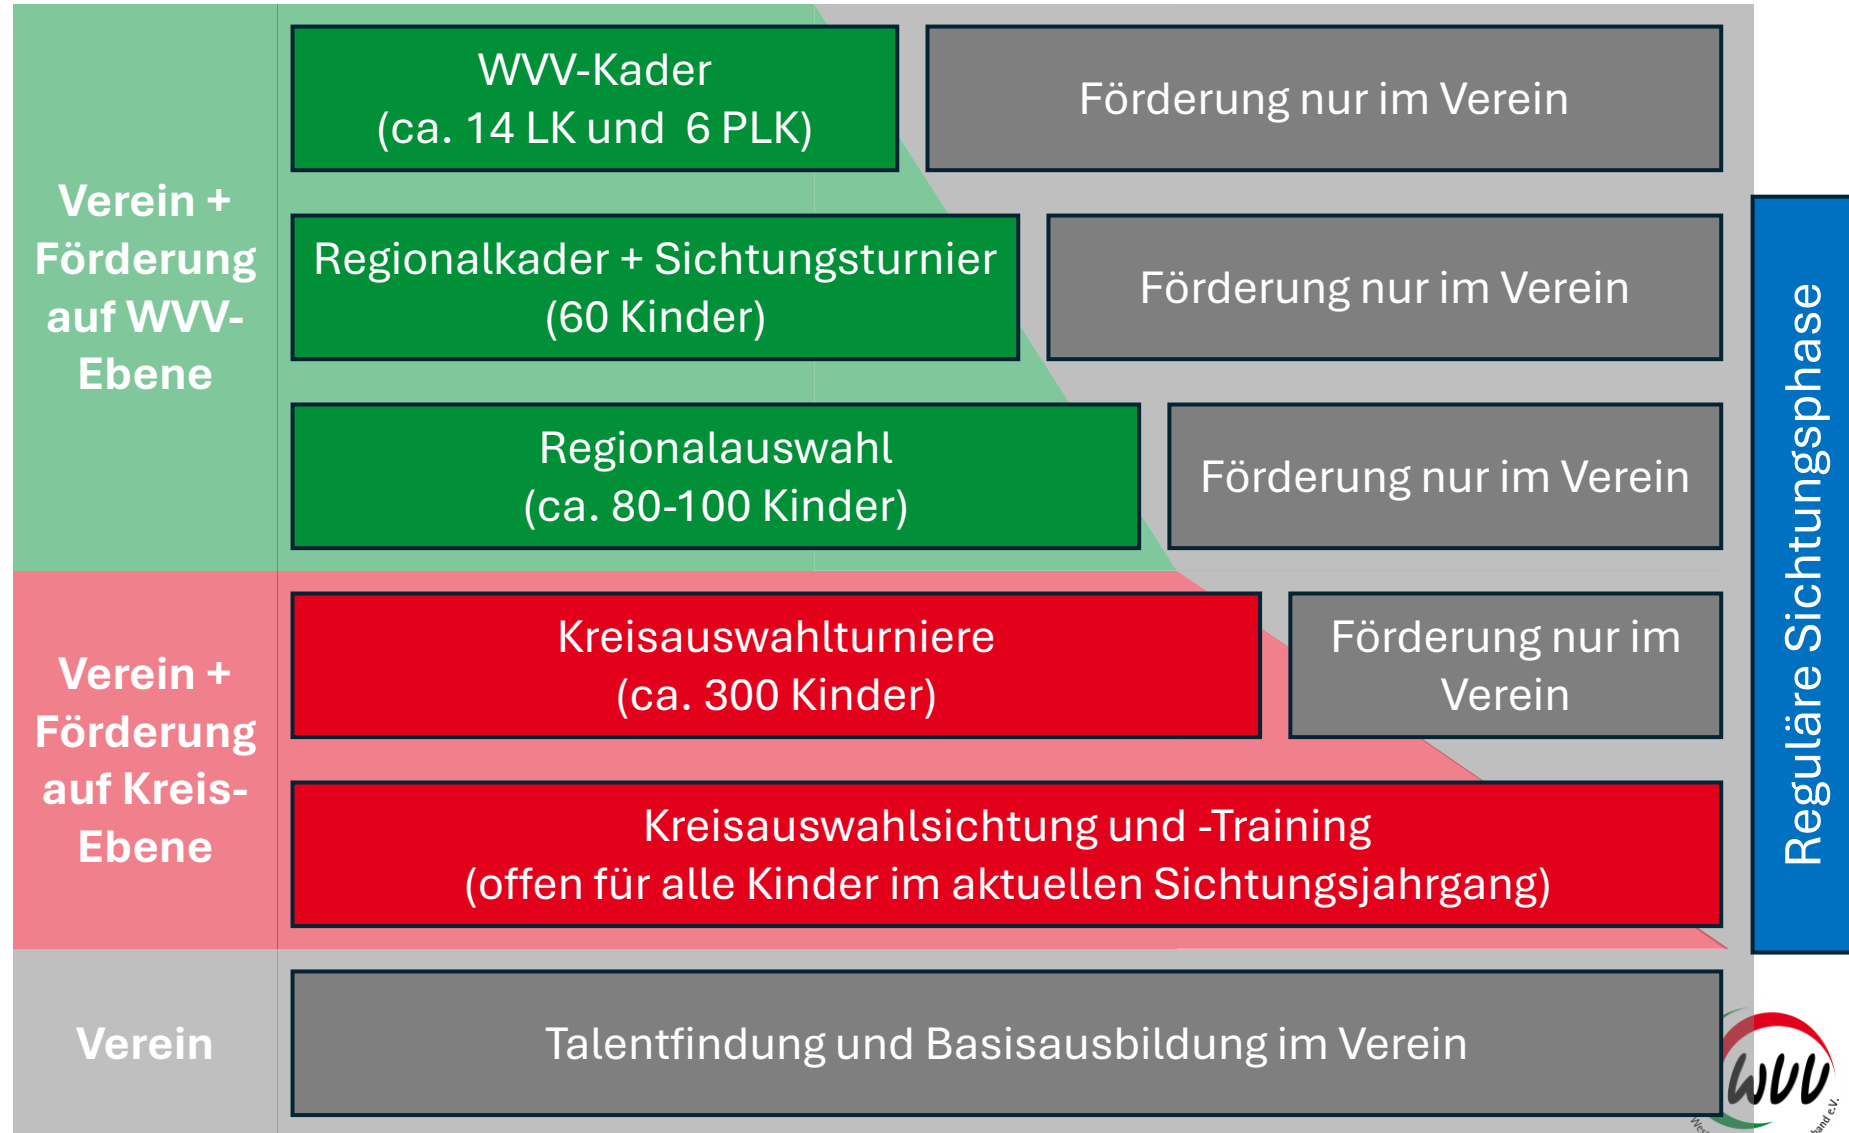 Verein +
Förderung
auf WVV-
Ebene
WVV-Kader
(ca. 14 LK und 6 PLK)
Förderung nur im Verein
Regionalkader + Sichtungsturnier
(60 Kinder)
Förderung nur im Verein
Regionalauswahl
(ca. 80-100 Kinder)
Förderung nur im Verein
Verein +
Förderung
auf Kreis-
Ebene
Kreisauswahlturniere
(ca. 300 Kinder)
Förderung nur im
Verein
Kreisauswahlsichtung und -Training
(offen für alle Kinder im aktuellen Sichtungsjahrgang)
Verein
Talentfindung und Basisausbildung im Verein
Reguläre Sichtungsphase
WVV
e.V.